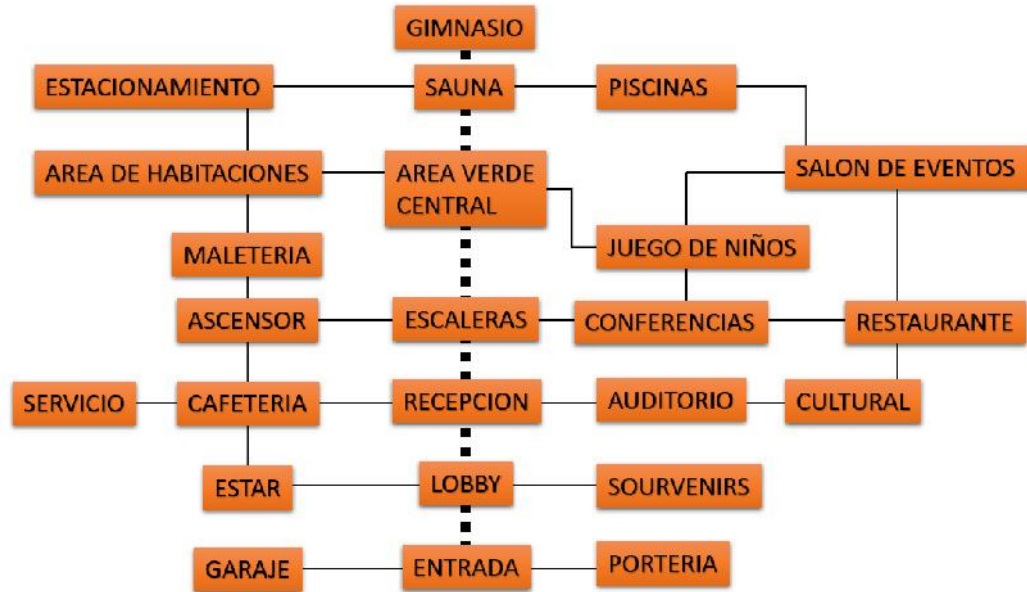 GIMNASIO
ESTACIONAMIENTO
SAUNA
PISCINAS
AREA DE HABITACIONES
AREA VERDE
CENTRAL
SALON DE EVENTOS
MALETERIA
JUEGO DE NIÑOS
ASCENSOR
ESCALERAS
CONFERENCIAS
RESTAURANTE
SERVICIO
CAFETERIA
RECEPCION
AUDITORIO
CULTURAL
ESTAR
LOBBY
SOURVENIRS
GARAJE
ENTRADA
PORTERIA